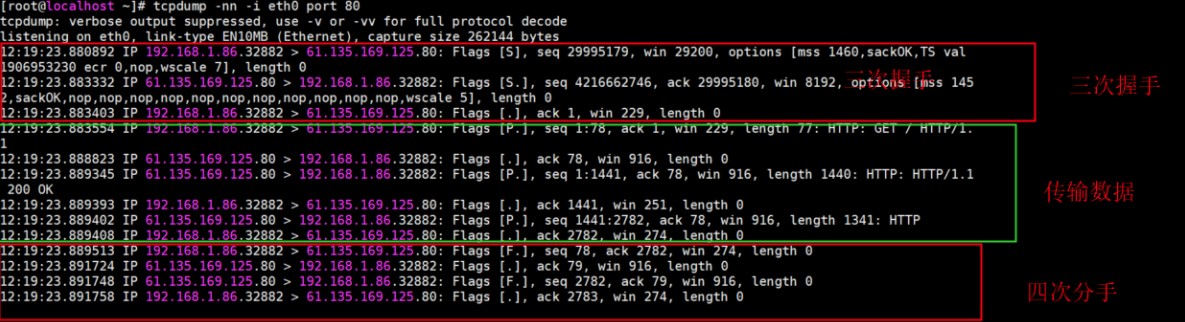 [root@localhost ~]# tcpdump -nn -i eth0 port 80
tcpdump: verbose output suppressed, use -v or -vv for full protocol decode
listening on eth0, link-type EN10MB (Ethernet), capture size 262144 bytes
12:19:23.880892 IP 192.168.1.86.32882 > 61.135.169.125.80: Flags [S], seq 29995179, win 29200, options [mss 1460,sackOK,TS val
1906953230 ecr 0,nop,wscale 7], length 0
12:19:23.883332 IP 61.135.169.125.80 > 192.168.1.86.32882: Flags [S.], seq 4216662746, ack 29995180, win 8192, options [mss 145
三次握手
三次握手
2,sackOK,nop,nop,nop,nop,nop,nop,nop,nop,nop,nop,nop,wscale 5], length 0
12:19:23.883403 IP 192.168.1.86.32882 > 61.135.169.125.80: Flags [.], ack 1, win 229, length 0
12:19:23.883554 IP 192.168.1.86.32882 > 61.135.169.125.80: Flags [P.], seq 1:78, ack 1, win 229, length 77: HTTP: GET / HTTP/1.
1
12:19:23.888823 IP 61.135.169.125.80 > 192.168.1.86.32882: Flags [.], ack 78, win 916, length 0
12:19:23.889345 IP 61.135.169.125.80 > 192.168.1.86.32882: Flags [P.], seq 1:1441, ack 78, win 916, length 1440: HTTP: HTTP/1.1
200 OK
传输数据
12:19:23.889393 IP 192.168.1.86.32882 > 61.135.169.125.80: Flags [.], ack 1441, win 251, length 0
12:19:23.889402 IP 61.135.169.125.80 > 192.168.1.86.32882: Flags [P.], seq 1441:2782, ack 78, win 916, length 1341: HTTP
12:19:23.889408 IP 192.168.1.86.32882 > 61.135.169.125.80: Flags [.], ack 2782, win 274, length 0
12:19:23.889513 IP 192.168.1.86.32882 > 61.135.169.125.80: Flags [F.], seq 78, ack 2782, win 274, length 0
12:19:23.891724 IP 61.135.169.125.80 > 192.168.1.86.32882: Flags [.], ack 79, win 916, length 0
12:19:23.891748 IP 61.135.169.125.80 > 192.168.1.86.32882: Flags [F.], seq 2782, ack 79, win 916, length 0
12:19:23.891758 IP 192.168.1.86.32882 > 61.135.169.125.80: Flags [.], ack 2783, win 274, length 0
四次分手